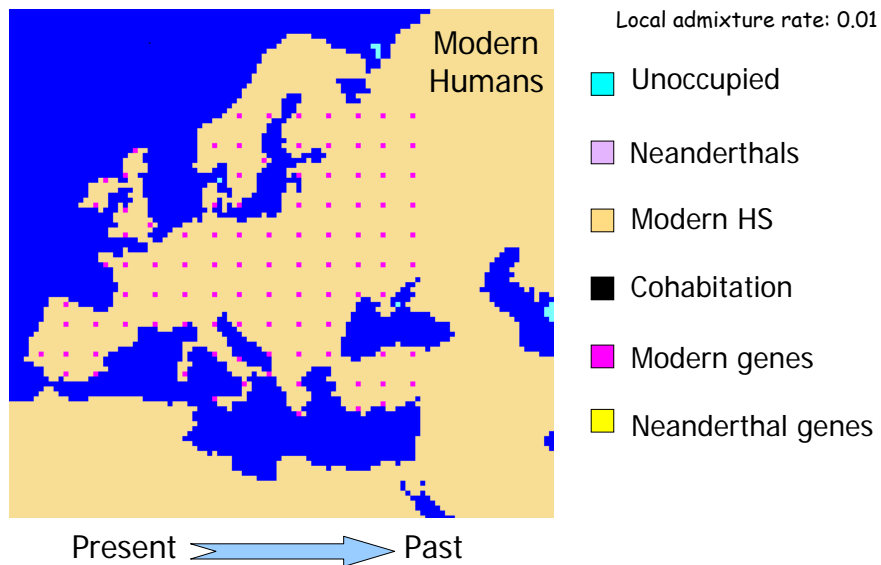 Local admixture rate: 0.01
Modern
Humans
Unoccupied
Neanderthals
Modern HS
Cohabitation
Modern genes
Neanderthal genes
Present
Past